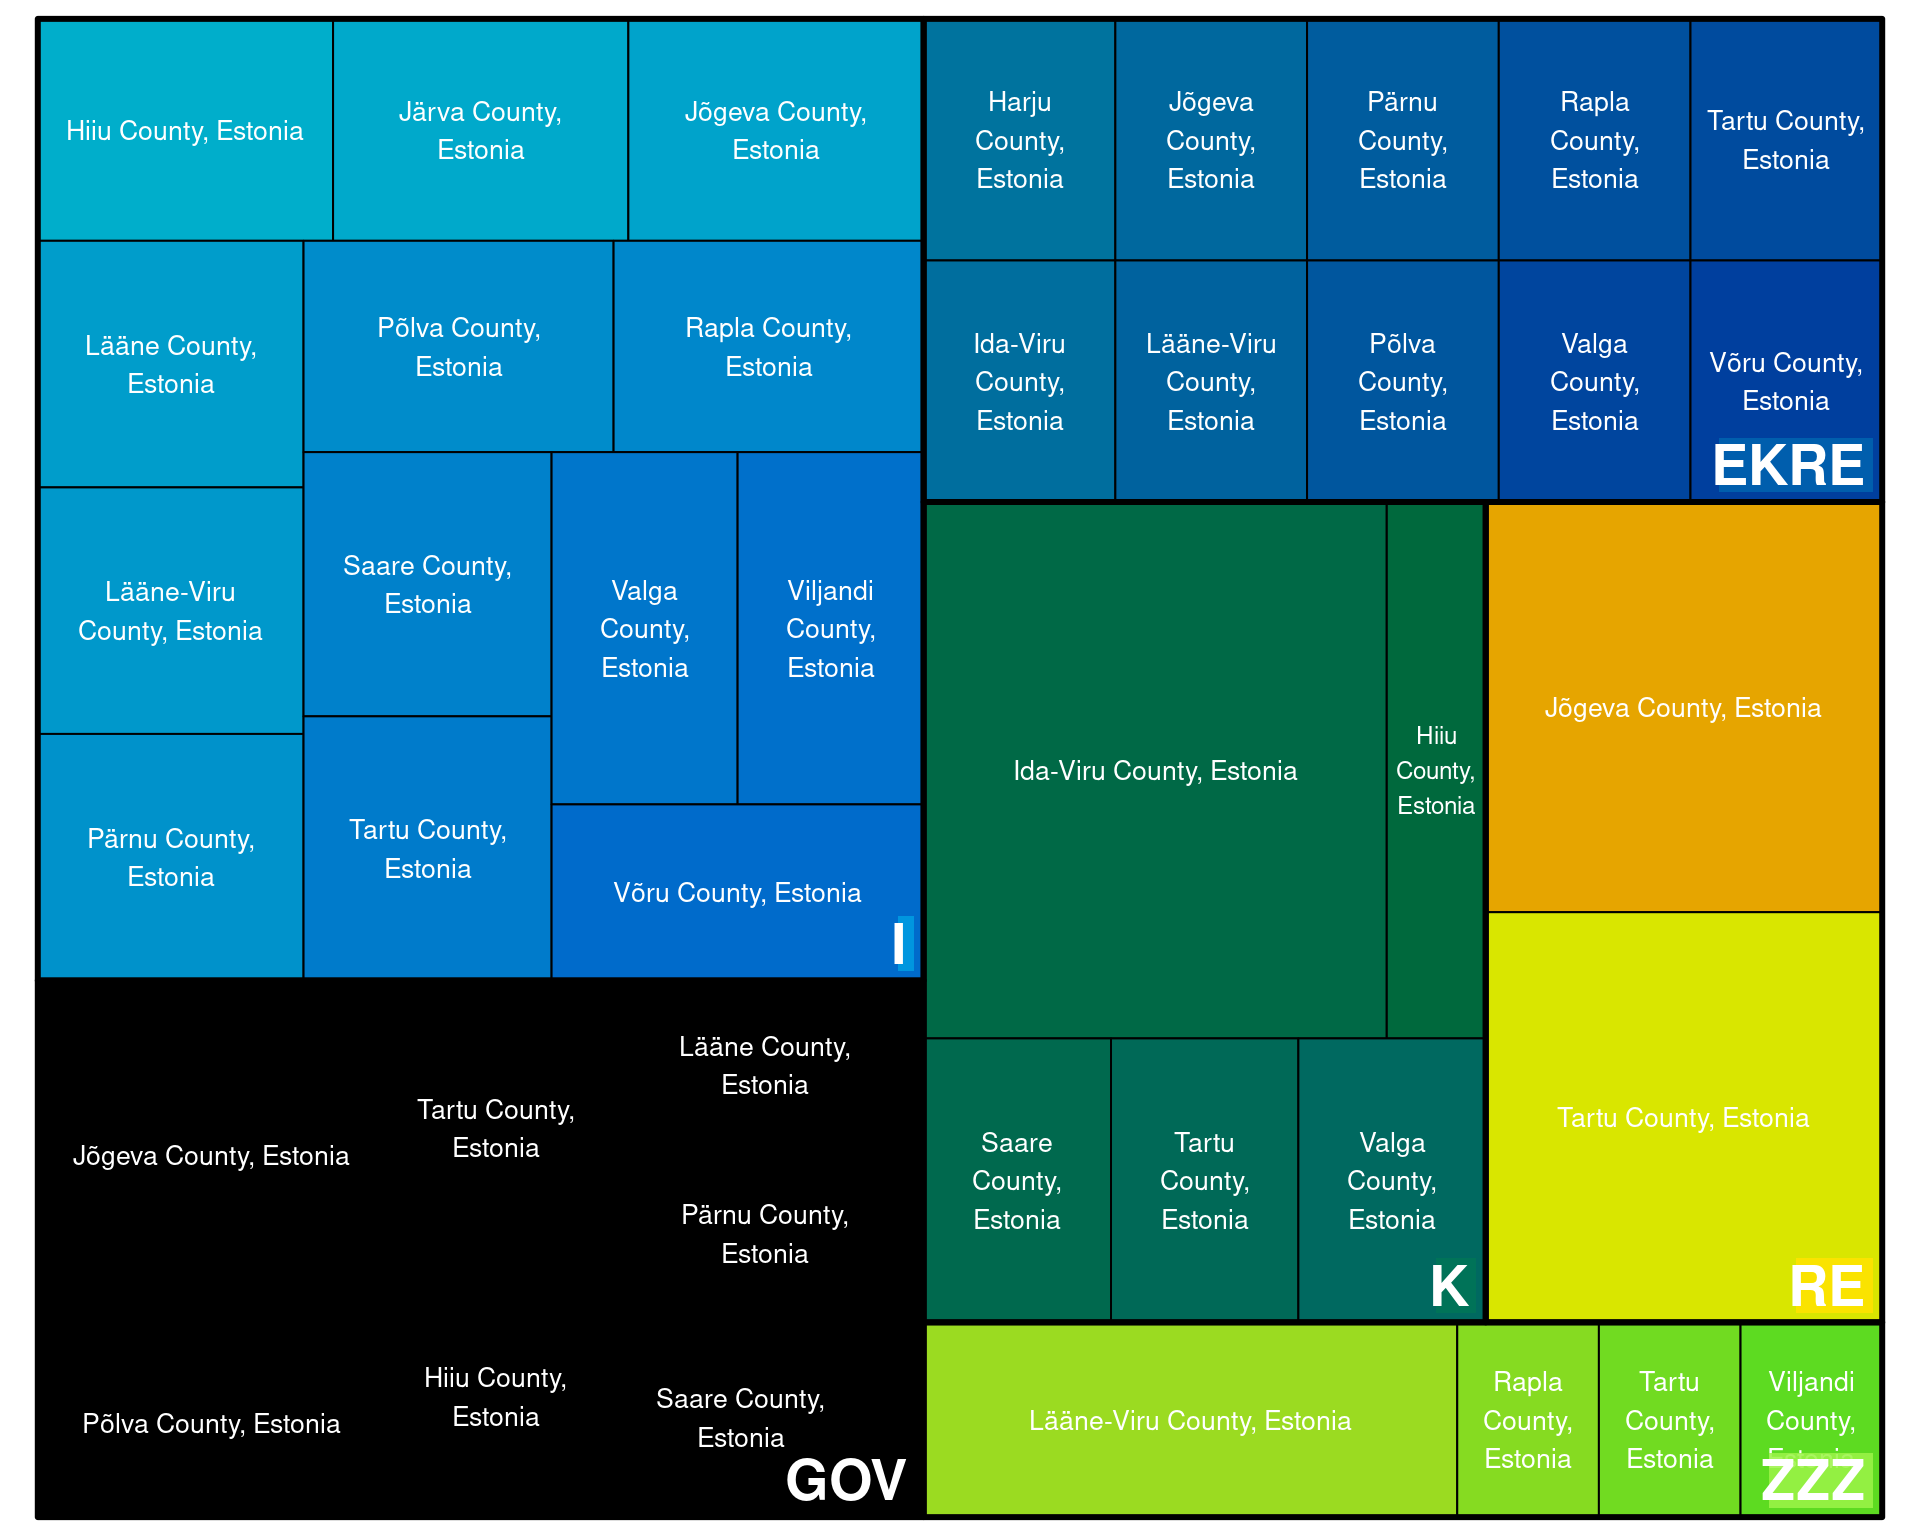 Hiiu County, Estonia
Järva County,
Estonia
Jõgeva County,
Estonia
Lääne County,
Estonia
Põlva County,
Estonia
Rapla County,
Estonia
Lääne-Viru
County, Estonia
Saare County,
Estonia
Valga
County,
Estonia
Viljandi
County,
Estonia
Pärnu County,
Estonia
Tartu County,
Estonia
Võru County, Estonia
I
Harju
County,
Estonia
Jõgeva
County,
Estonia
Pärnu
County,
Estonia
Rapla
County,
Estonia
Tartu County,
Estonia
Ida-Viru
County,
Estonia
Lääne-Viru
County,
Estonia
Põlva
County,
Estonia
Valga
County,
Estonia
Võru County,
Estonia
EKRE
Ida-Viru County, Estonia
Hiiu
County,
Estonia
Saare
County,
Estonia
Tartu
County,
Estonia
Valga
County,
Estonia
K
Jõgeva County, Estonia
Tartu County, Estonia
RE
Jõgeva County, Estonia
Tartu County,
Estonia
Lääne County,
Estonia
Pärnu County,
Estonia
Põlva County, Estonia
Hiiu County,
Estonia
Saare County,
Estonia
GOV
Lääne-Viru County, Estonia
Rapla
County,
Estonia
Tartu
County,
Estonia
Viljandi
County,
Estonia
ZZZ